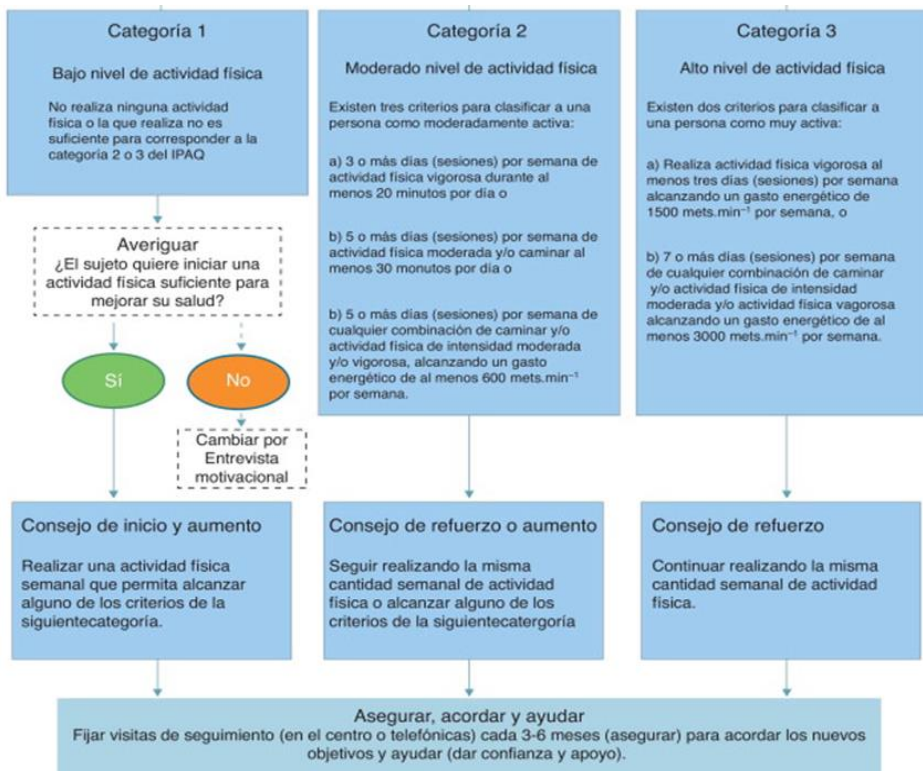 Categoría 1
Bajo nivel de actividad física
No realiza ninguna actividad
física o la que realiza no es
suficiente para corresponder a la
categoría 2 o 3 del IPAQ
Categoría 2
Moderado nivel de actividad física
Existen tres criterios para clasificar a una
persona como moderadamente activa:
a) 3 o más días (sesiones) por semana de
actividad física vigorosa durante al
menos 20 minutos por día o
b) 5 o más días (sesiones) por semana de
actividad física moderada y/o caminar al
menos 30 monutos por día o
b) 5 o más días (sesiones) por semana de
cualquier combinación de caminar y/o
actividad física de intensidad moderada
y/o vigorosa, alcanzando un gasto
energético de al menos 600 mets.min⁻¹
por semana.
Categoría 3
Alto nivel de actividad física
Existen dos criterios para clasificar a
una persona como muy activa:
a) Realiza actividad física vigorosa al
menos tres días (sesiones) por semana
alcanzando un gasto energético de
1500 mets.min⁻¹ por semana, o
b) 7 o más días (sesiones) por semana
de cualquier combinación de caminar
y/o actividad física de intensidad
moderada y/o actividad física vagorosa
alcanzando un gasto energético de al
menos 3000 mets.min⁻¹ por semana.
Averiguar
¿El sujeto quiere iniciar una
actividad física suficiente para
mejorar su salud?
Sí
No
Cambiar por
Entrevista
motivacional
Consejo de inicio y aumento
Realizar una actividad física
semanal que permita alcanzar
alguno de los criterios de la
siguientecategoría.
Consejo de refuerzo o aumento
Seguir realizando la misma
cantidad semanal de actividad
física o alcanzar alguno de los
criterios de la siguientecatergoría
Consejo de refuerzo
Continuar realizando la misma
cantidad semanal de actividad
física.
Asegurar, acordar y ayudar
Fijar visitas de seguimiento (en el centro o telefónicas) cada 3-6 meses (asegurar) para acordar los nuevos
objetivos y ayudar (dar confianza y apoyo).